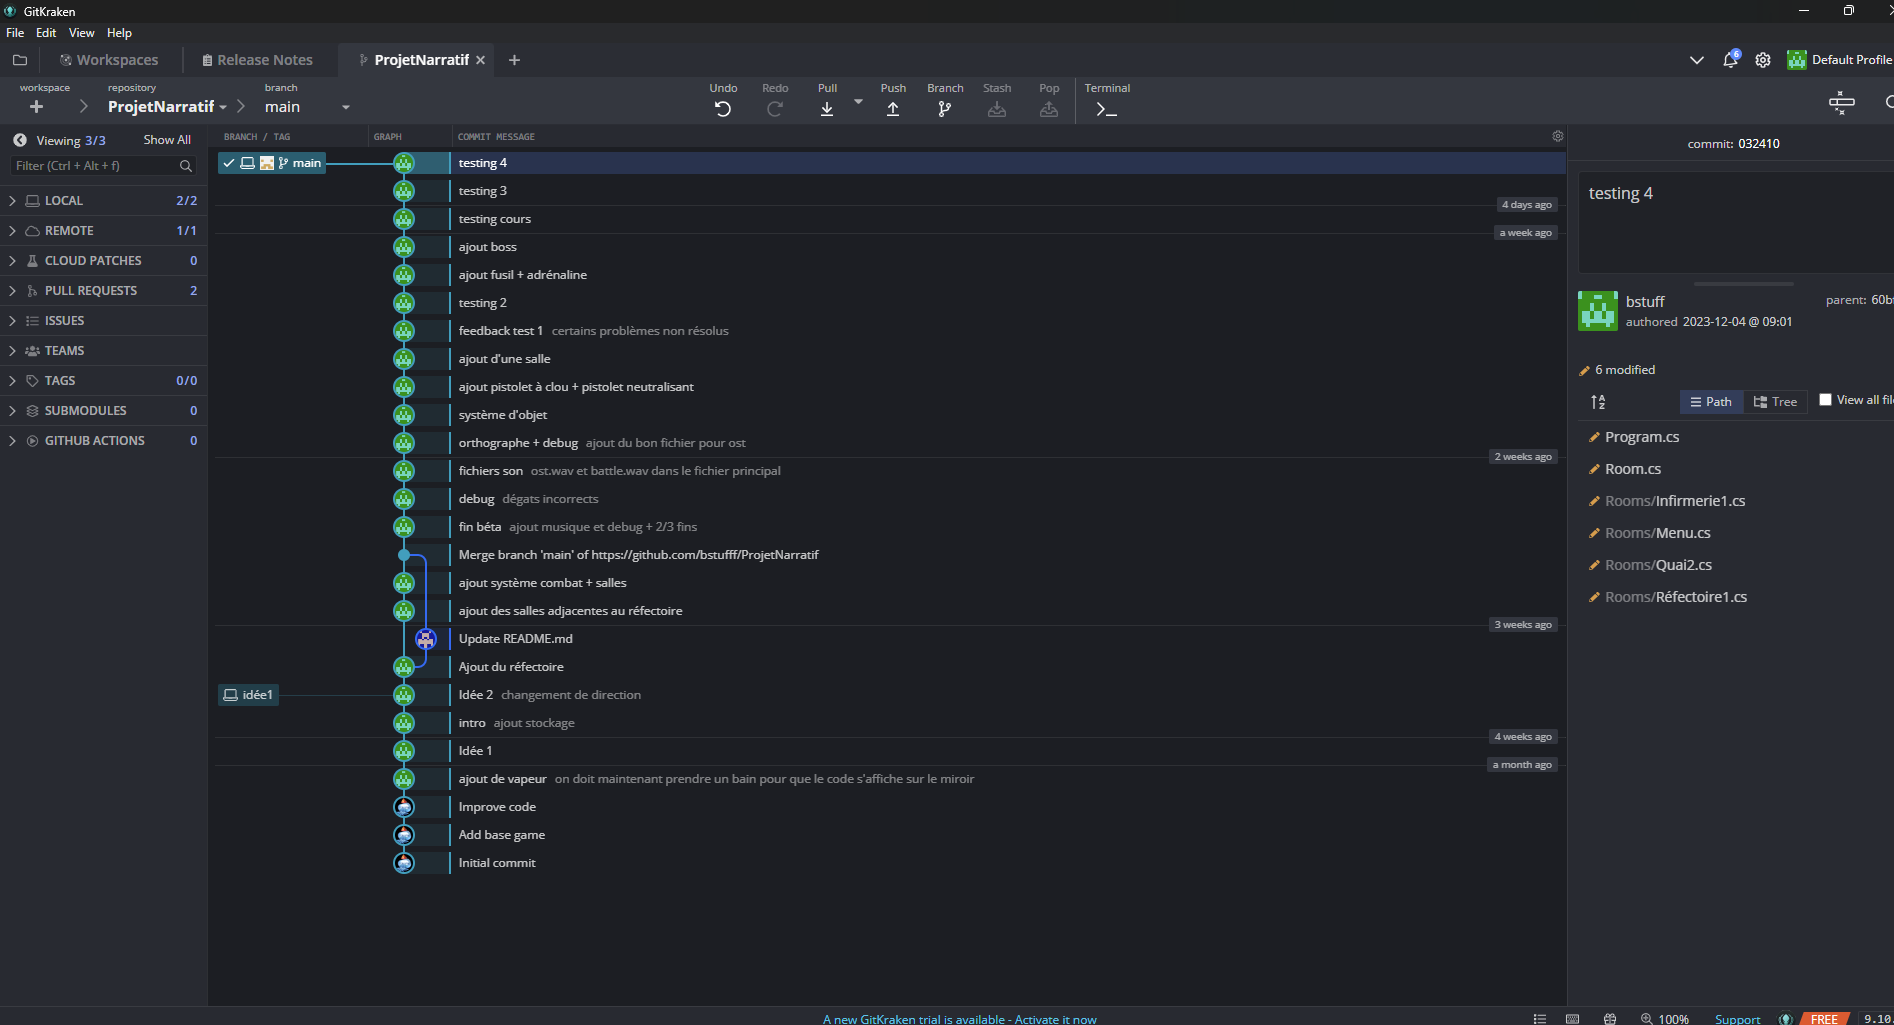 GitKraken
File Edit View Help
Workspaces Release Notes ProjetNarratif Default Profile
6
workspace repository branch Undo Redo Pull Push Branch Stash Pop Terminal
ProjetNarratif main
Viewing 3/3 Show All BRANCH / TAG GRAPH COMMIT MESSAGE
Filter (Ctrl + Alt + f)
LOCAL 2/2
REMOTE 1/1
CLOUD PATCHES 0
PULL REQUESTS 2
ISSUES
TEAMS
TAGS 0/0
SUBMODULES 0
GITHUB ACTIONS 0
main testing 4
testing 3
4 days ago
testing cours
a week ago
ajout boss
ajout fusil + adrénaline
testing 2
feedback test 1 certains problèmes non résolus
ajout d'une salle
ajout pistolet à clou + pistolet neutralisant
système d'objet
orthographe + debug ajout du bon fichier pour ost
2 weeks ago
fichiers son ost.wav et battle.wav dans le fichier principal
debug dégats incorrects
fin béta ajout musique et debug + 2/3 fins
Merge branch 'main' of https://github.com/bstufff/ProjetNarratif
ajout système combat + salles
ajout des salles adjacentes au réfectoire
3 weeks ago
Update README.md
Ajout du réfectoire
idée1 Idée 2 changement de direction
intro ajout stockage
4 weeks ago
Idée 1
a month ago
ajout de vapeur on doit maintenant prendre un bain pour que le code s'affiche sur le miroir
Improve code
Add base game
Initial commit
commit: 032410
testing 4
bstuff parent:
authored 2023-12-04 @ 09:01
6 modified
Path Tree View all
Program.cs
Room.cs
Rooms/Infirmerie1.cs
Rooms/Menu.cs
Rooms/Quai2.cs
Rooms/Réfectoire1.cs
A new GitKraken trial is available - Activate it now 100% Support FREE 9.10